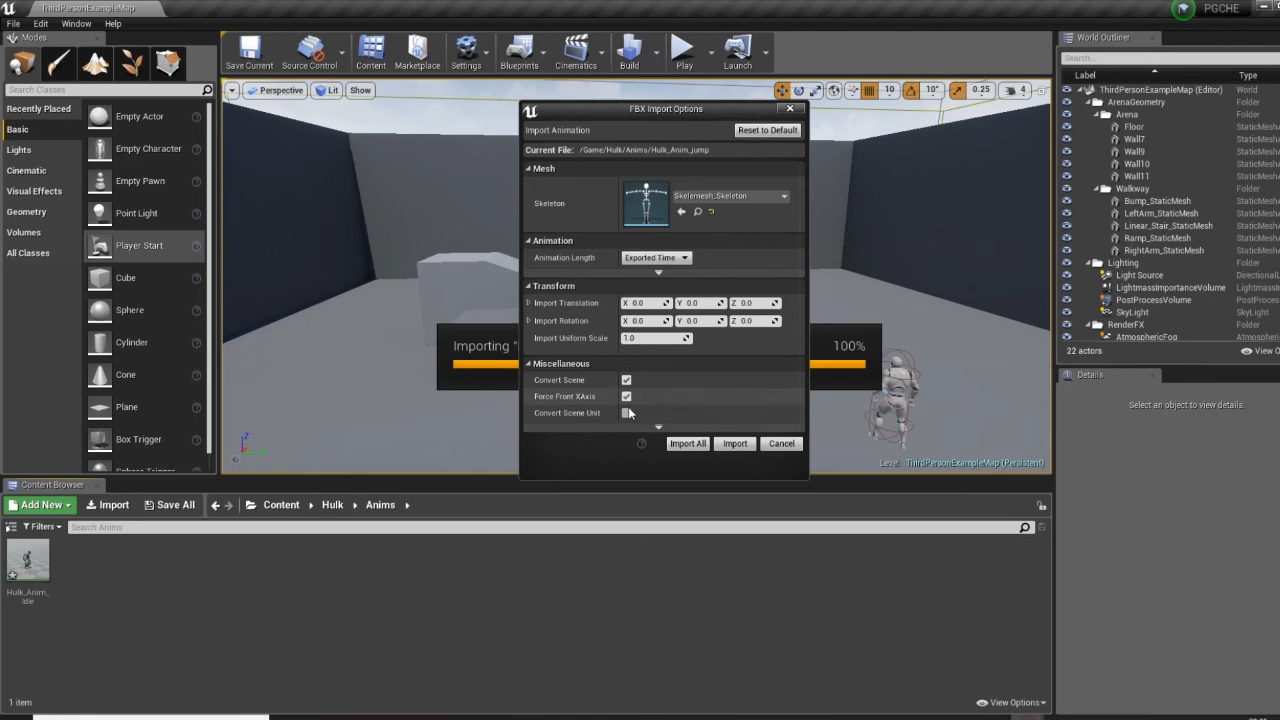 ThirdPersonExampleMap
PGCHE
File Edit Window Help
Modes
Search Classes
Recently Placed
Basic
Lights
Cinematic
Visual Effects
Geometry
Volumes
All Classes
Empty Actor
Empty Character
Empty Pawn
Point Light
Player Start
Cube
Sphere
Cylinder
Cone
Plane
Box Trigger
Sphere Trigger
Save Current
Source Control
Content
Marketplace
Settings
Blueprints
Cinematics
Build
Play
Launch
Perspective
Lit
Show
10
10°
0.25
4
FBX Import Options
Import Animation
Reset to Default
Current File: /Game/Hulk/Anims/Hulk_Anim_jump
Mesh
Skeleton
Skelemesh_Skeleton
Animation
Animation Length Exported Time
Transform
Import Translation X 0.0 Y 0.0 Z 0.0
Import Rotation X 0.0 Y 0.0 Z 0.0
Import Uniform Scale 1.0
Miscellaneous
Convert Scene
Force Front XAxis
Convert Scene Unit
Import All
Import
Cancel
Importing "
100%
Level: ThirdPersonExampleMap (Persistent)
World Outliner
Search...
Label Type
ThirdPersonExampleMap (Editor) World
ArenaGeometry Folder
Arena Folder
Floor StaticMesh
Wall7 StaticMesh
Wall9 StaticMesh
Wall10 StaticMesh
Wall11 StaticMesh
Walkway Folder
Bump_StaticMesh StaticMesh
LeftArm_StaticMesh StaticMesh
Linear_Stair_StaticMesh StaticMesh
Ramp_StaticMesh StaticMesh
RightArm_StaticMesh StaticMesh
Lighting Folder
Light Source DirectionalL
LightmassImportanceVolume Lightmass
PostProcessVolume PostProces
SkyLight SkyLight
RenderFX Folder
AtmosphericFog
22 actors
View O
Details
Select an object to view details.
Content Browser
Add New
Import
Save All
Content Hulk Anims
Filters
Search Anims
Hulk_Anim_
Idle
1 item
View Options